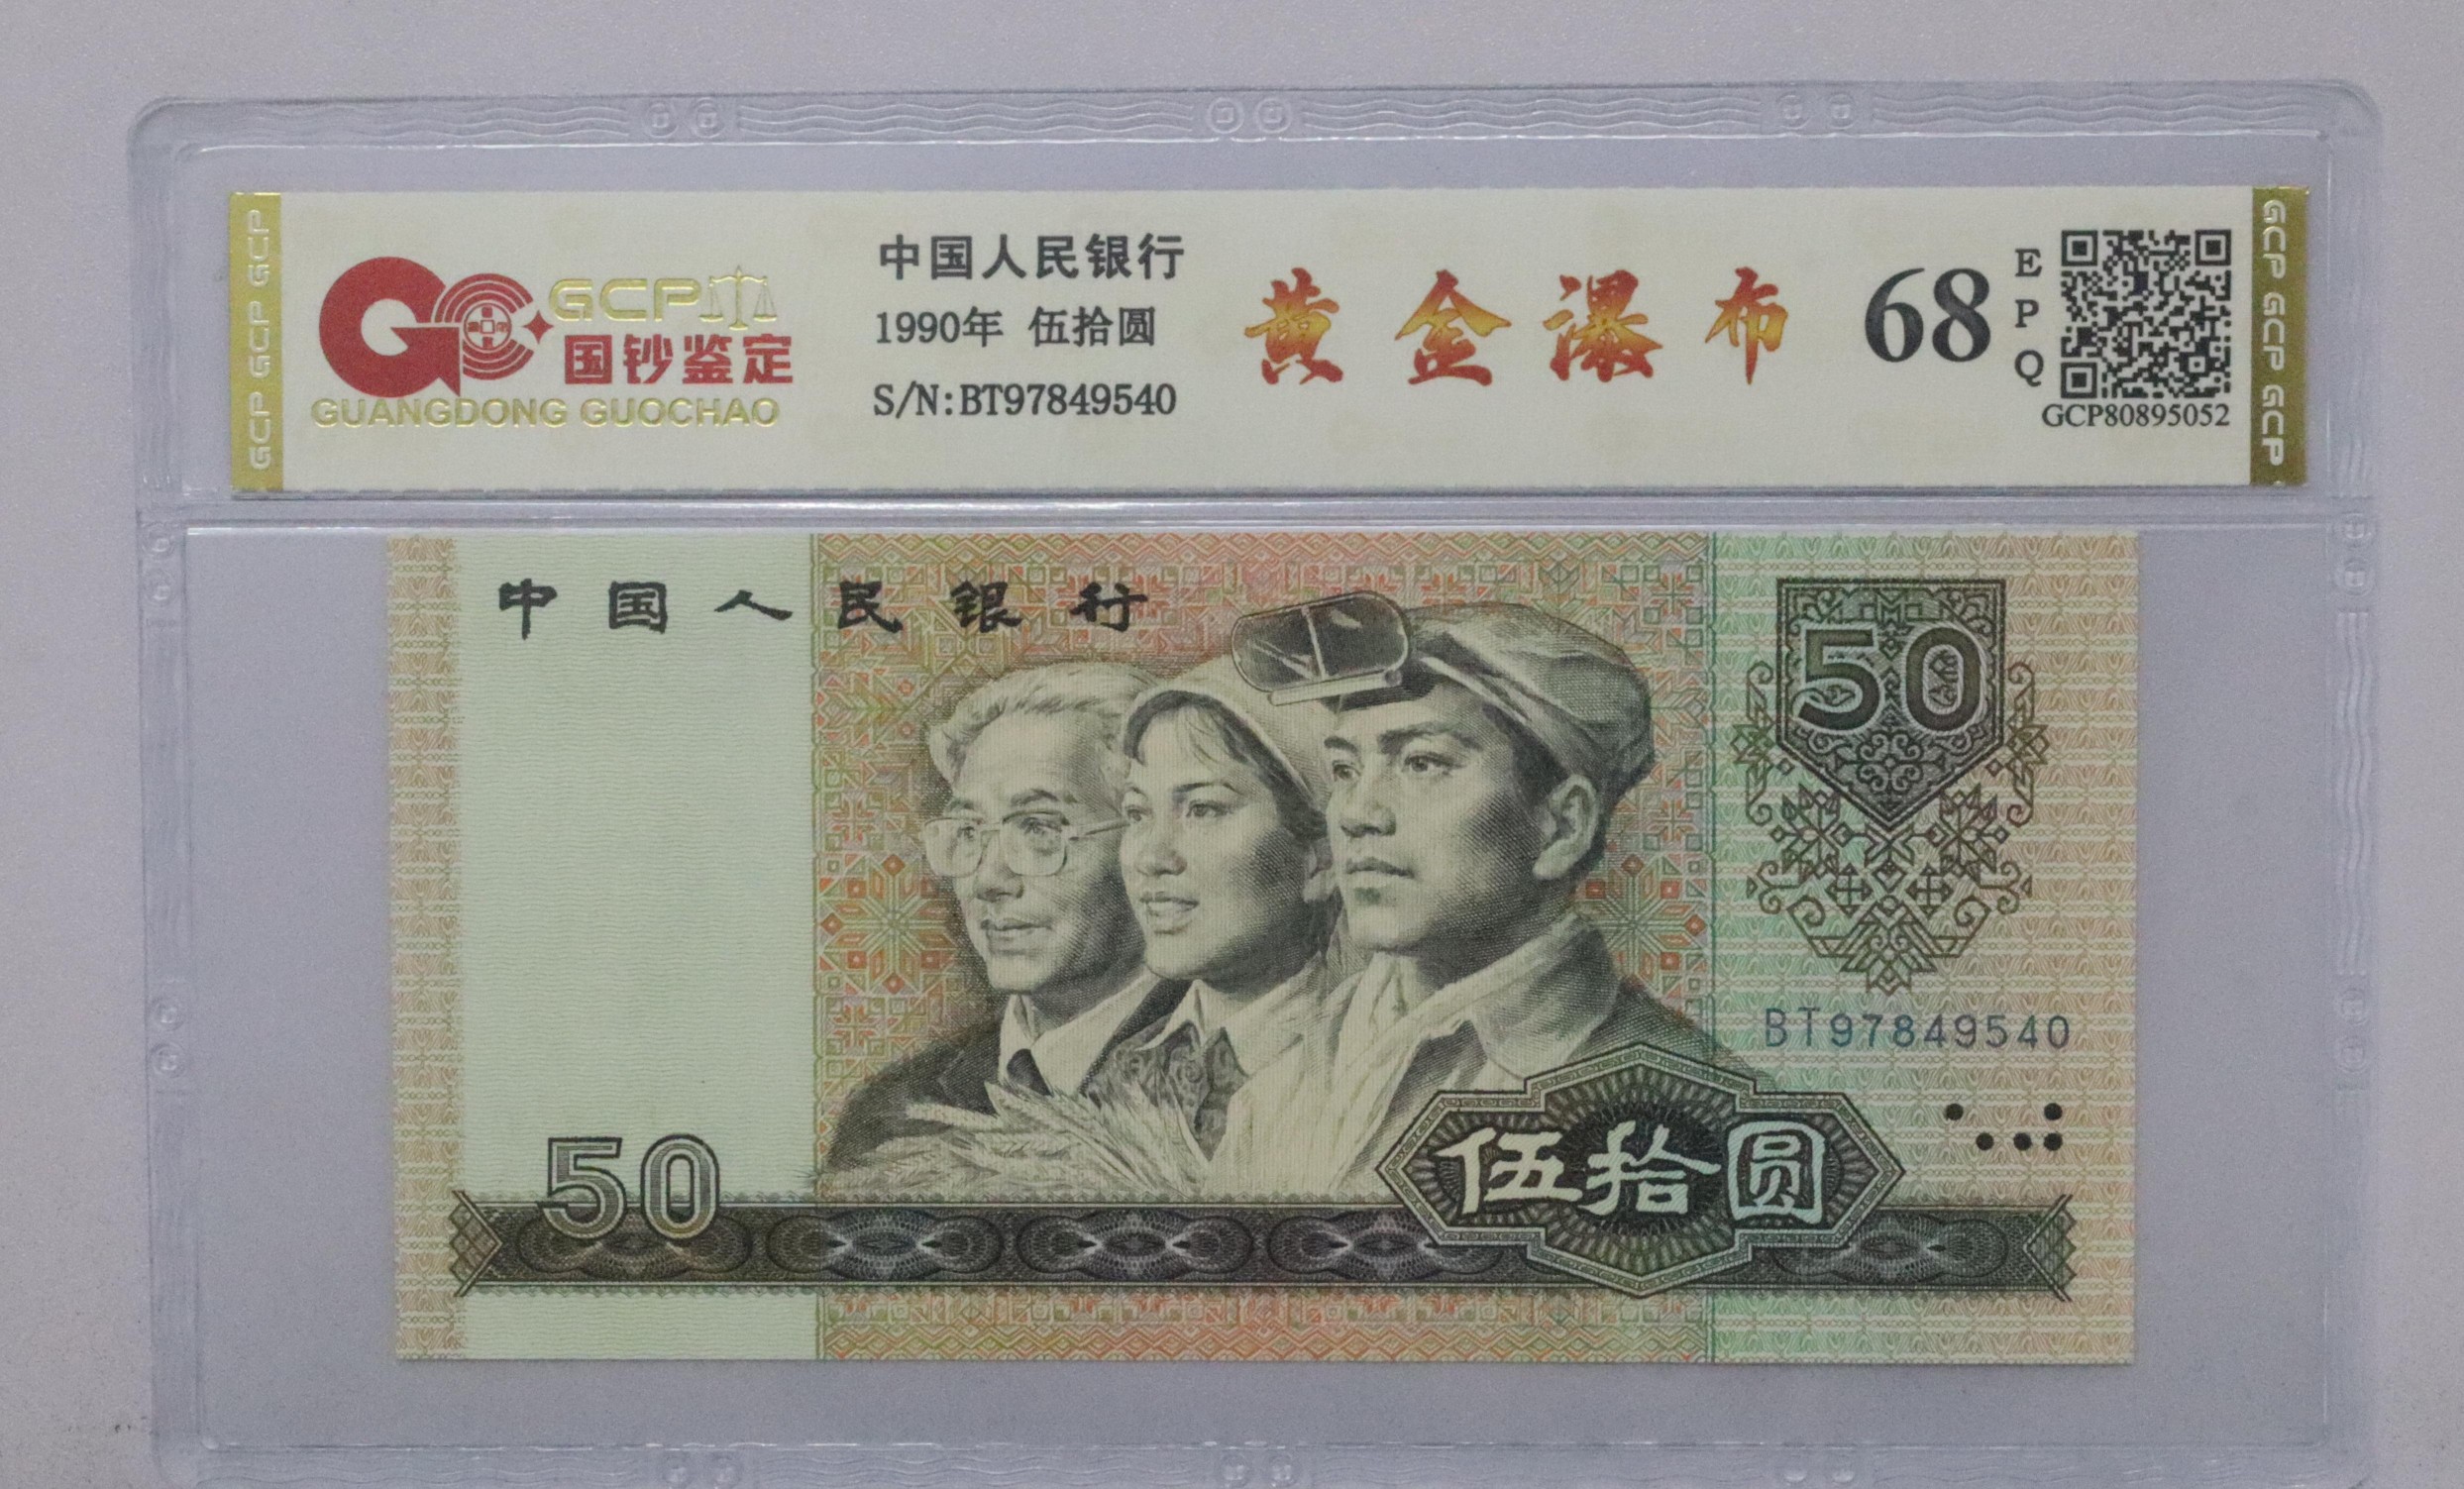 GCP GCP GCP
GCP
国钞鉴定
GUANGDONG GUOCHAO
中国人民银行
1990年 伍拾圆
S/N:BT97849540
黄金瀑布
68
EPQ
GCP80895052
GCP GCP GCP GCP
中国人民银行
50
BT97849540
50
伍拾圆